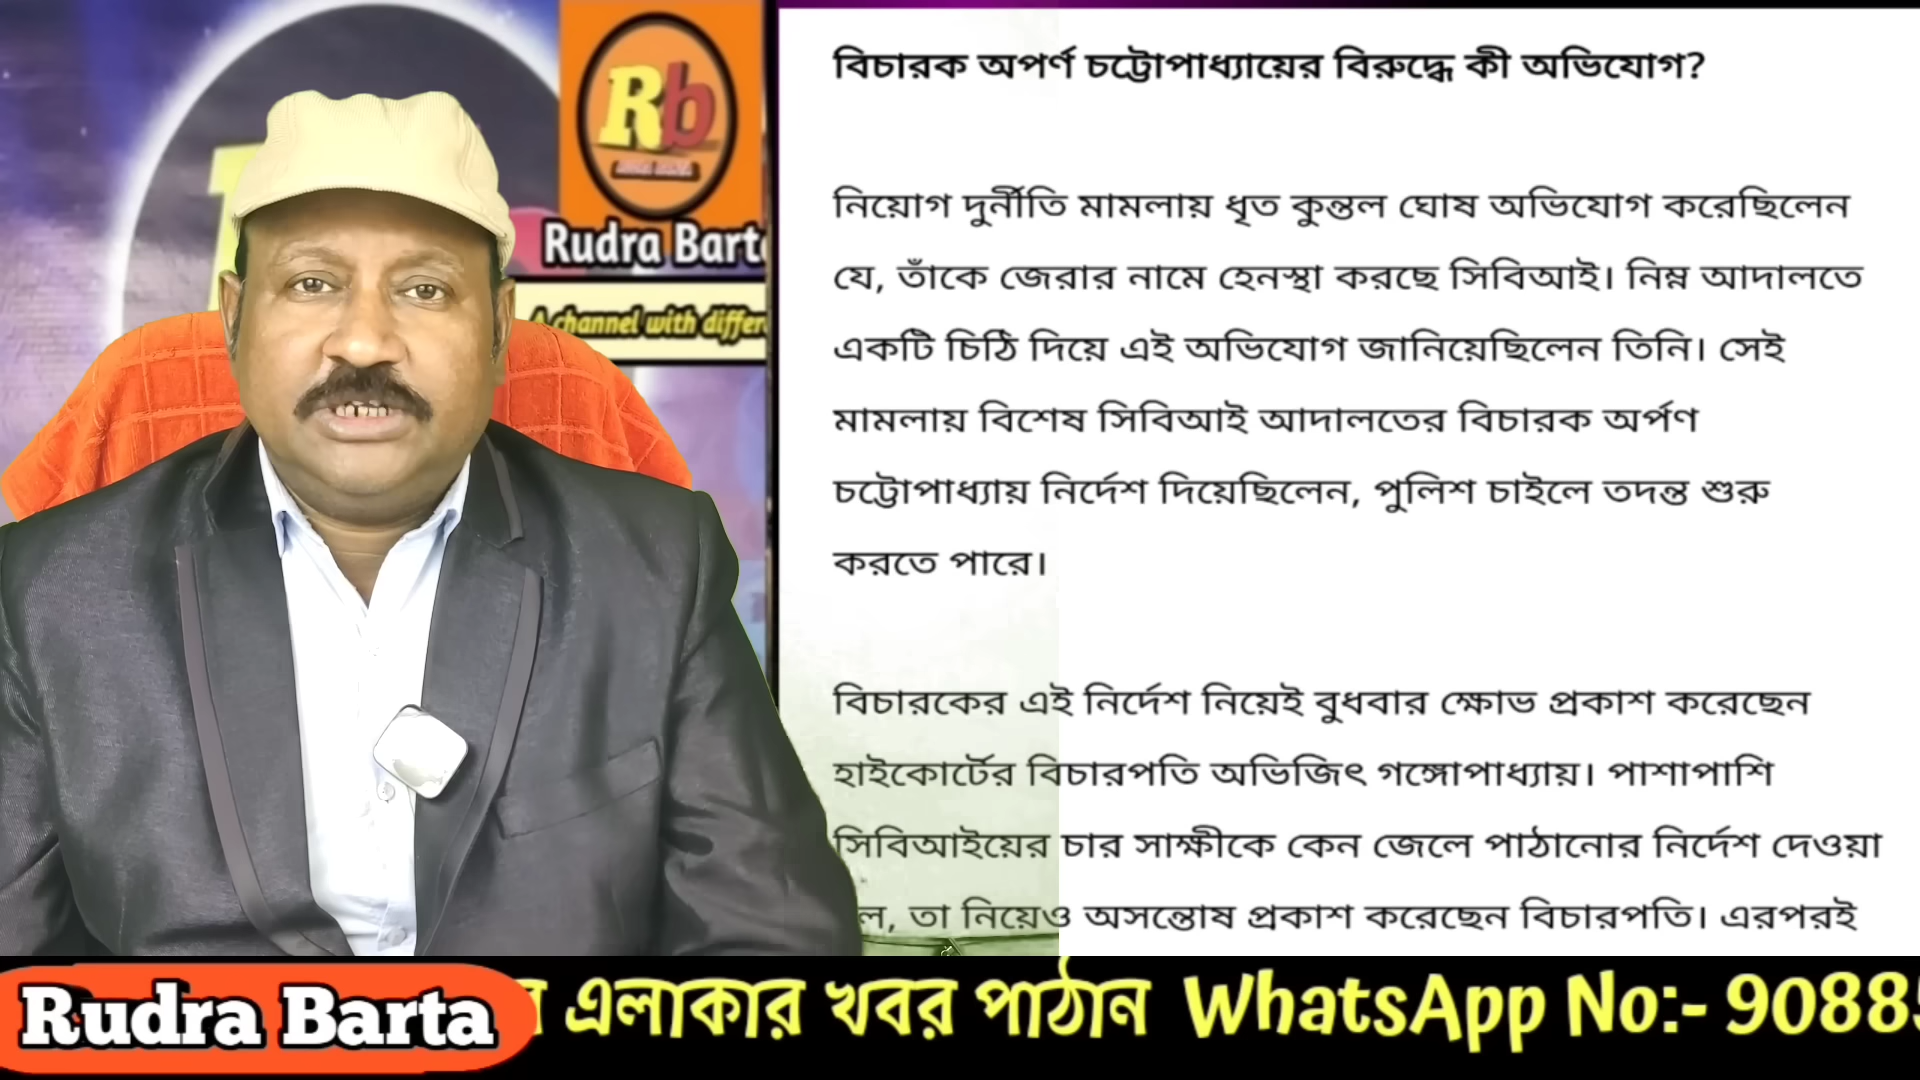 Rb
Rudra Barta
A channel with differ
বিচারক অপর্ণ চট্টোপাধ্যায়ের বিরুদ্ধে কী অভিযোগ?
নিয়োগ দুর্নীতি মামলায় ধৃত কুন্তল ঘোষ অভিযোগ করেছিলেন
যে, তাঁকে জেরার নামে হেনস্থা করছে সিবিআই। নিম্ন আদালতে
একটি চিঠি দিয়ে এই অভিযোগ জানিয়েছিলেন তিনি। সেই
মামলায় বিশেষ সিবিআই আদালতের বিচারক অর্পণ
চট্টোপাধ্যায় নির্দেশ দিয়েছিলেন, পুলিশ চাইলে তদন্ত শুরু
করতে পারে।
বিচারকের এই নির্দেশ নিয়েই বুধবার ক্ষোভ প্রকাশ করেছেন
হাইকোর্টের বিচারপতি অভিজিৎ গঙ্গোপাধ্যায়। পাশাপাশি
সিবিআইয়ের চার সাক্ষীকে কেন জেলে পাঠানোর নির্দেশ দেওয়া
ল, তা নিয়েও অসন্তোষ প্রকাশ করেছেন বিচারপতি। এরপরই
Rudra Barta
র এলাকার খবর পাঠান WhatsApp No:- 9088